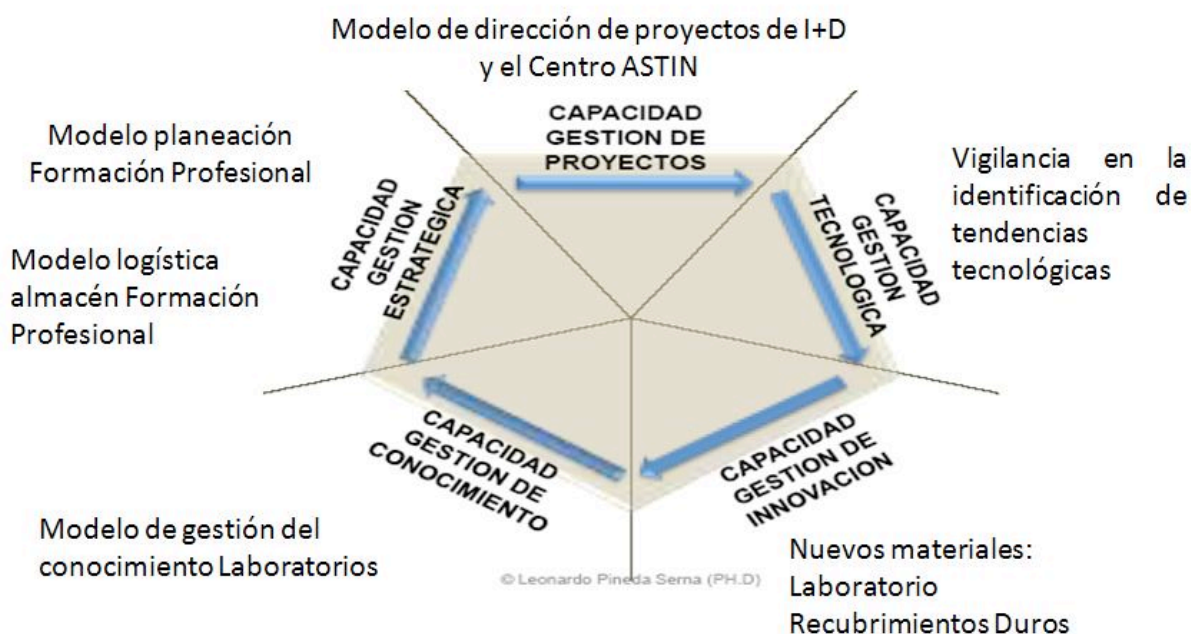 Modelo de dirección de proyectos de I+D
y el Centro ASTIN
CAPACIDAD
GESTION DE
PROYECTOS
Modelo planeación
Formación Profesional
CAPACIDAD
GESTION
ESTRATEGICA
Modelo logística
almacén Formación
Profesional
CAPACIDAD
GESTION
TECNOLOGICA
Vigilancia en la
identificación de
tendencias
tecnológicas
CAPACIDAD
GESTION DE
CONOCIMIENTO
CAPACIDAD
GESTION DE
INNOVACION
Modelo de gestión del
conocimiento Laboratorios
© Leonardo Pineda Serna (PH.D)
Nuevos materiales:
Laboratorio
Recubrimientos Duros